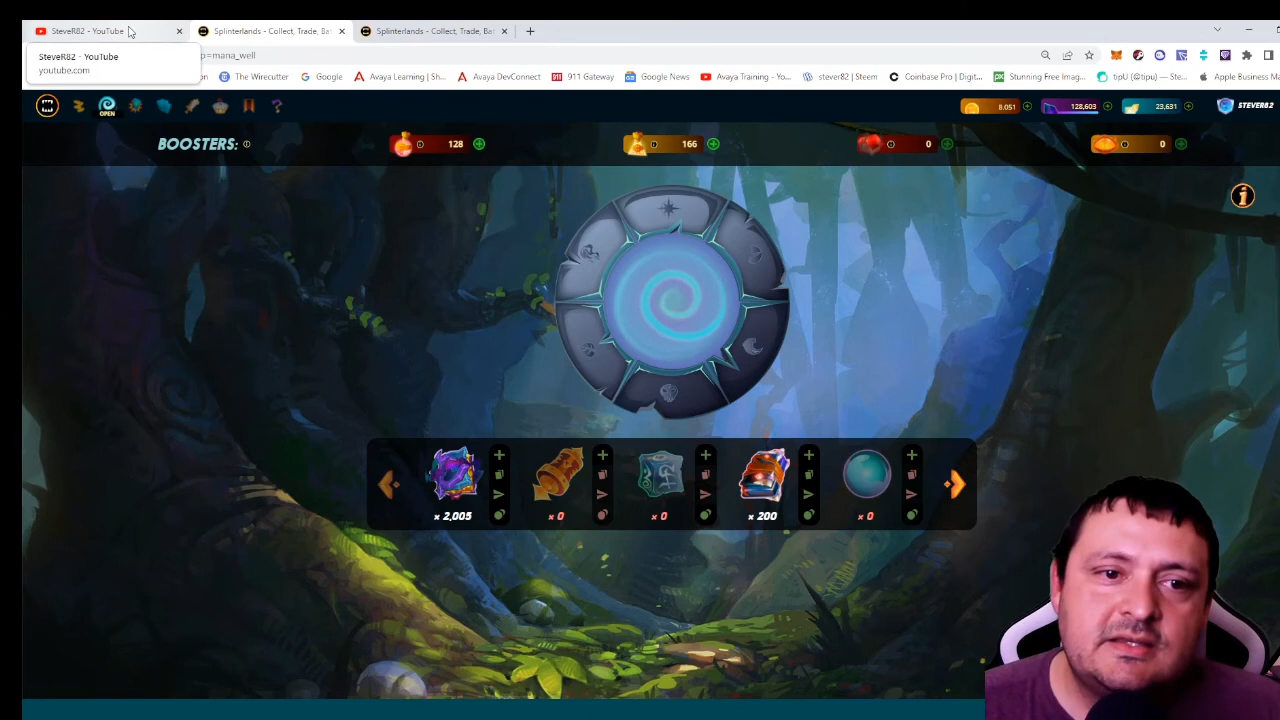 SteveR82 - YouTube
Splinterlands - Collect, Trade, Ba
Splinterlands - Collect, Trade, Ba
SteveR82 - YouTube
youtube.com
=mana_well
on
The Wirecutter
Google
Avaya Learning | Sh...
Avaya DevConnect
911 Gateway
Google News
Avaya Training - Yo...
stever82 | Steem
Coinbase Pro | Digit...
Stunning Free Imag...
tipU (@tipu) — Ste...
Apple Business Ma
OPEN
8,051
128,603
23,631
STEVER82
BOOSTERS:
128
166
0
0
× 2,005
× 0
× 0
× 200
× 0